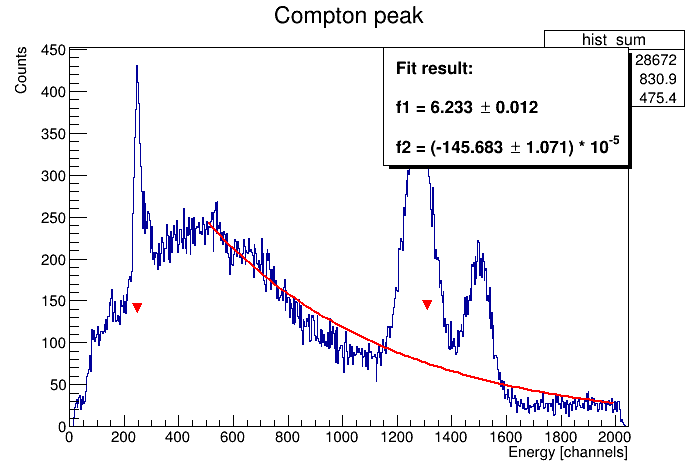 Compton peak
hist_sum
28672
830.9
475.4
Fit result:
f1 = 6.233 ± 0.012
f2 = (-145.683 ± 1.071) * 10^-5
Counts
450
400
350
300
250
200
150
100
50
0
0 200 400 600 800 1000 1200 1400 1600 1800 2000
Energy [channels]